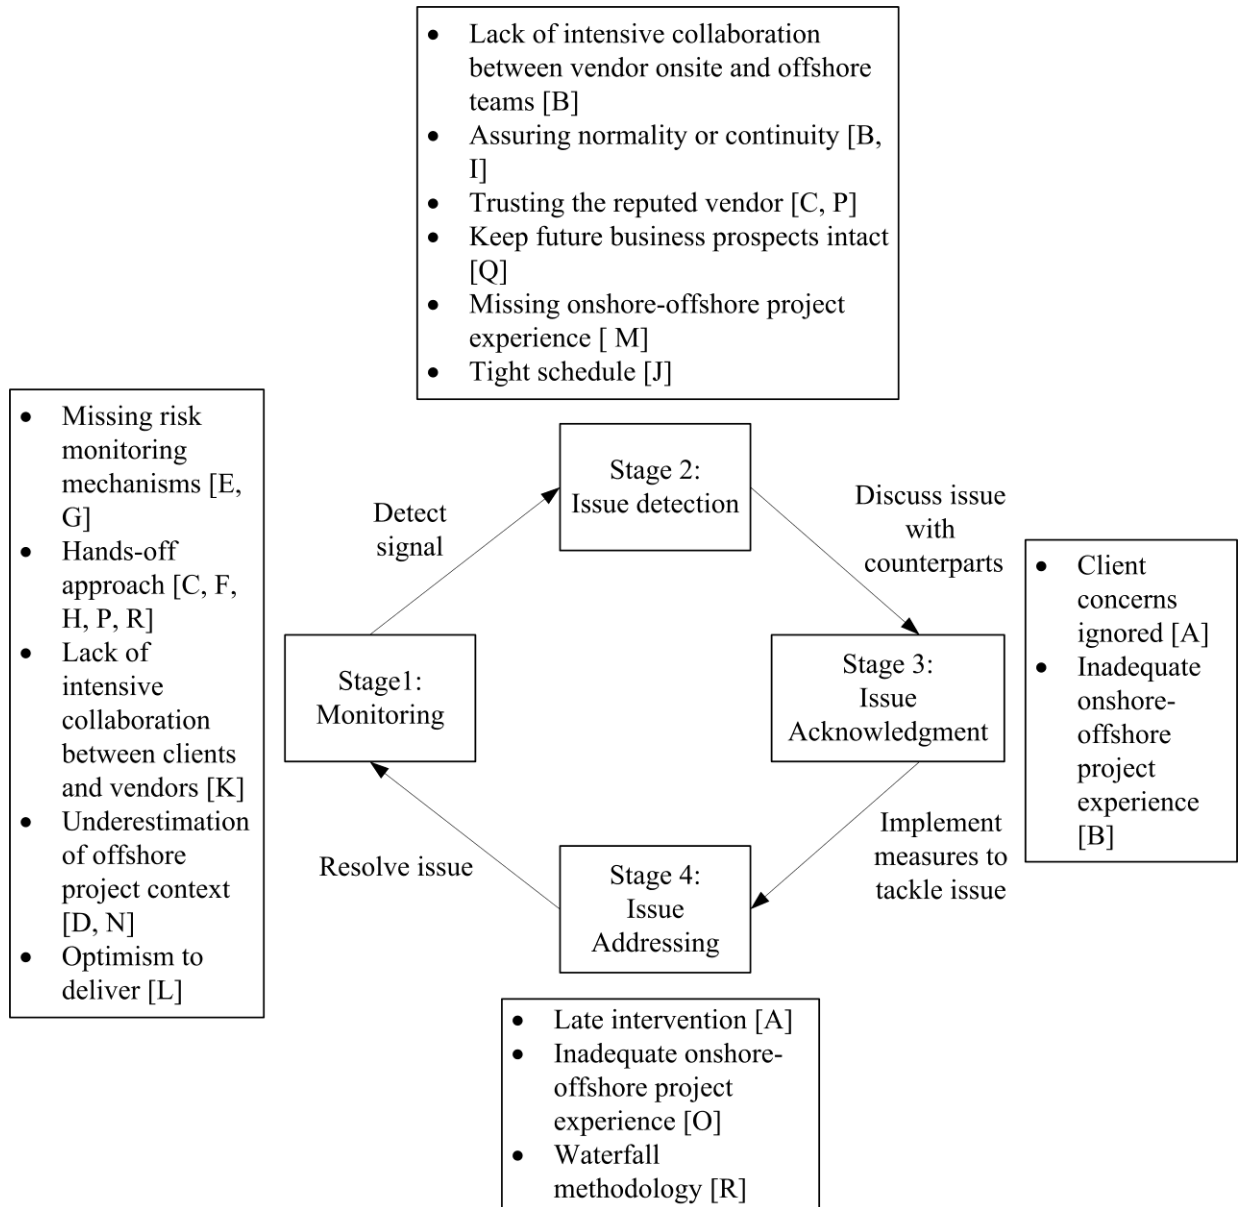 • Lack of intensive collaboration
between vendor onsite and offshore
teams [B]
• Assuring normality or continuity [B,
I]
• Trusting the reputed vendor [C, P]
• Keep future business prospects intact
[Q]
• Missing onshore-offshore project
experience [ M]
• Tight schedule [J]
• Missing risk
monitoring
mechanisms [E,
G]
• Hands-off
approach [C, F,
H, P, R]
• Lack of
intensive
collaboration
between clients
and vendors [K]
• Underestimation
of offshore
project context
[D, N]
• Optimism to
deliver [L]
Detect
signal
Stage 2:
Issue detection
Discuss issue
with
counterparts
Stage1:
Monitoring
Stage 3:
Issue
Acknowledgment
• Client
concerns
ignored [A]
• Inadequate
onshore-
offshore
project
experience
[B]
Resolve issue
Stage 4:
Issue
Addressing
Implement
measures to
tackle issue
• Late intervention [A]
• Inadequate onshore-
offshore project
experience [O]
• Waterfall
methodology [R]